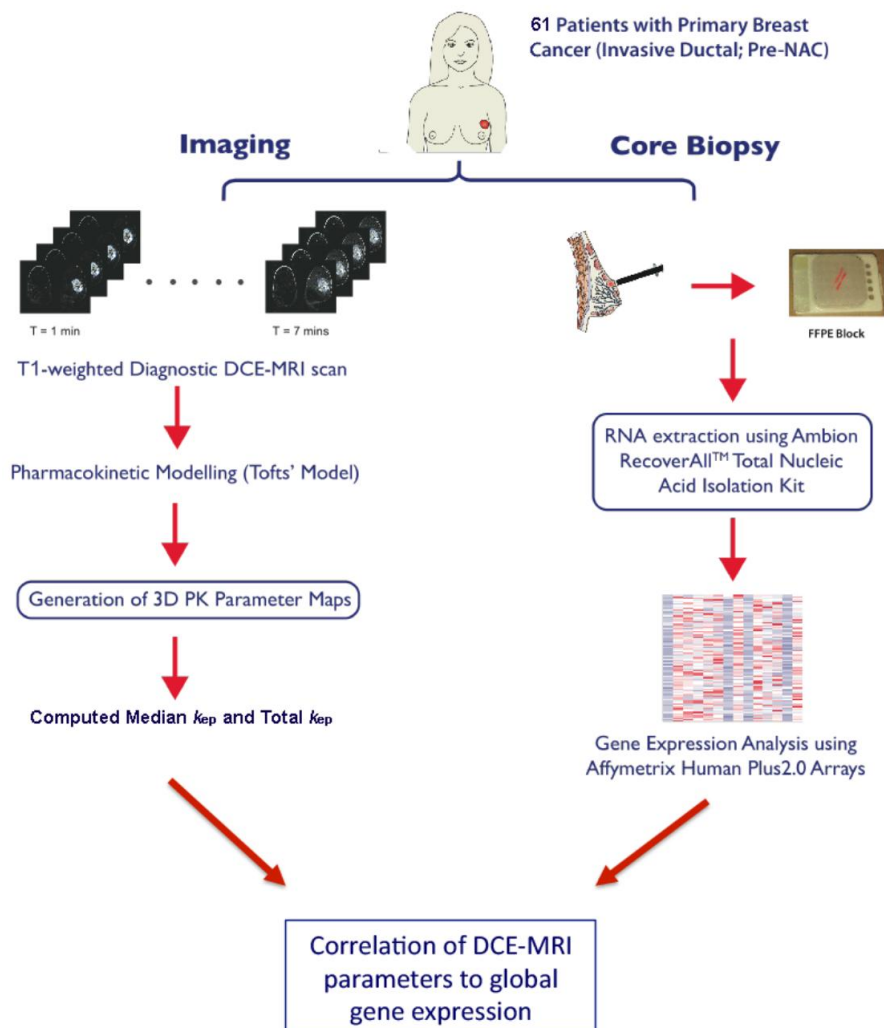 61 Patients with Primary Breast
Cancer (Invasive Ductal; Pre-NAC)
Imaging
Core Biopsy
T = 1 min
T = 7 mins
T1-weighted Diagnostic DCE-MRI scan
FFPE Block
Pharmacokinetic Modelling (Tofts' Model)
RNA extraction using Ambion
RecoverAll™ Total Nucleic
Acid Isolation Kit
Generation of 3D PK Parameter Maps
Computed Median kep and Total kep
Gene Expression Analysis using
Affymetrix Human Plus2.0 Arrays
Correlation of DCE-MRI
parameters to global
gene expression